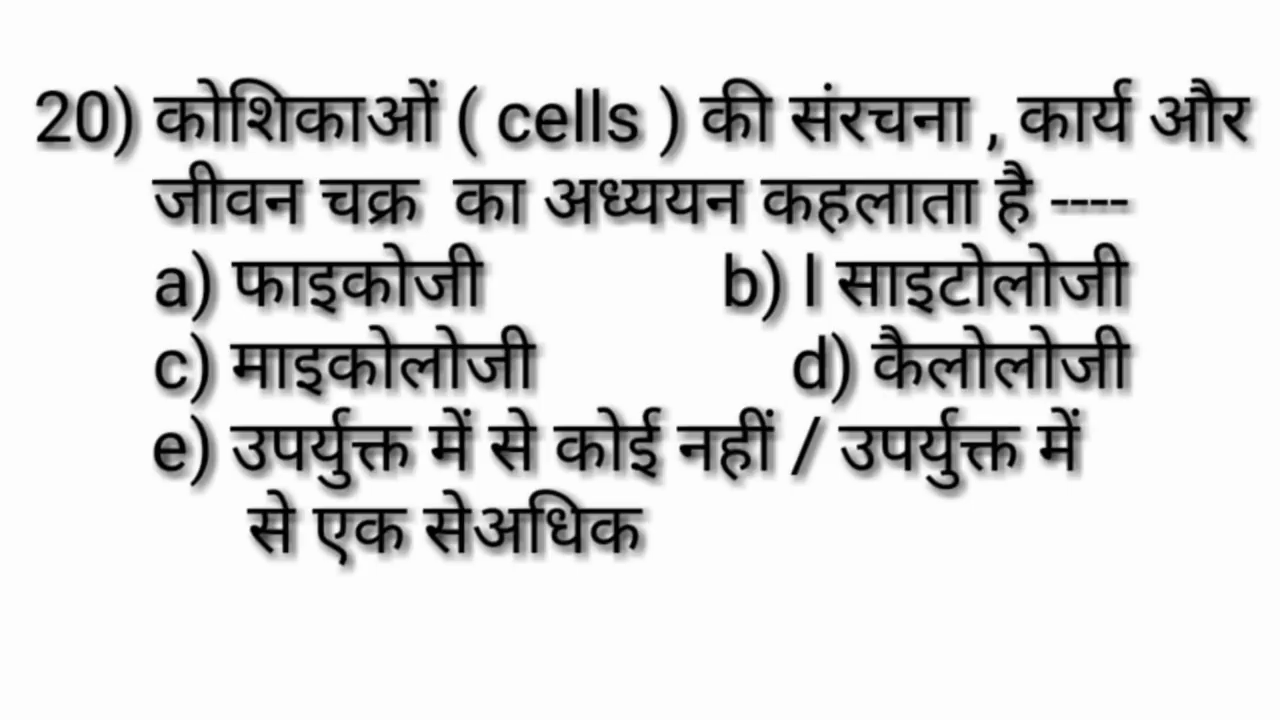 20) कोशिकाओं ( cells ) की संरचना , कार्य और
जीवन चक्र का अध्ययन कहलाता है ----
a) फाइकोजी b) l साइटोलोजी
c) माइकोलोजी d) कैलोलोजी
e) उपर्युक्त में से कोई नहीं / उपर्युक्त में
से एक सेअधिक